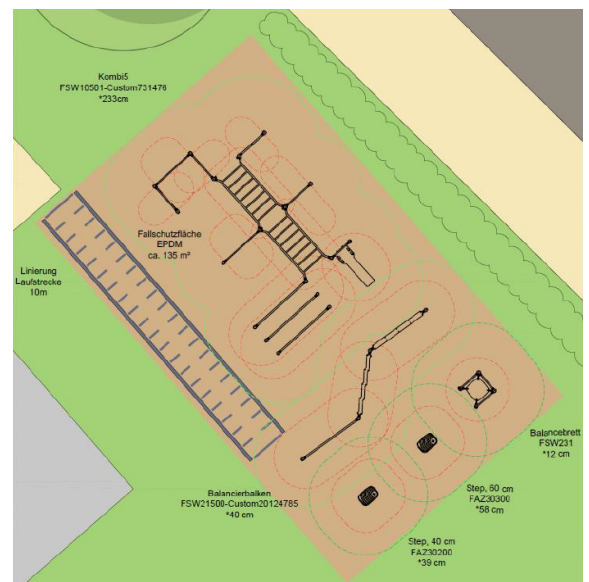 Kombi5
FSW10501-Custom731476
*233cm
Fallschutzfläche
EPDM
ca. 135 m²
Linierung
Laufstrecke
10m
Balancebrett
FSW231
*12 cm
Step, 60 cm
FAZ30300
*58 cm
Balancierbalken
FSW21500-Custom20124785
*40 cm
Step, 40 cm
FAZ30200
*39 cm